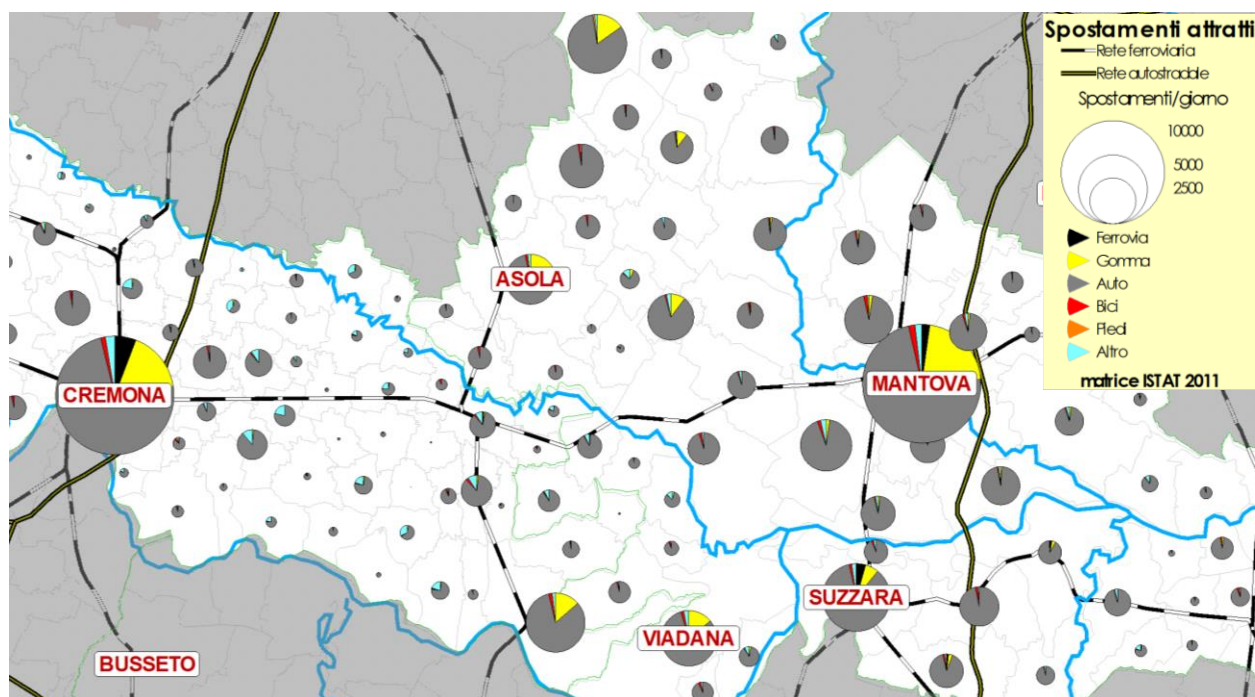 Spostamenti attratti
Rete ferroviaria
Rete autostradale
Spostamenti/giorno
10000
5000
2500
Ferrovia
Gomma
Auto
Bici
Piedi
Altro
matrice ISTAT 2011
ASOLA
CREMONA
MANTOVA
SUZZARA
VIADANA
BUSSETO